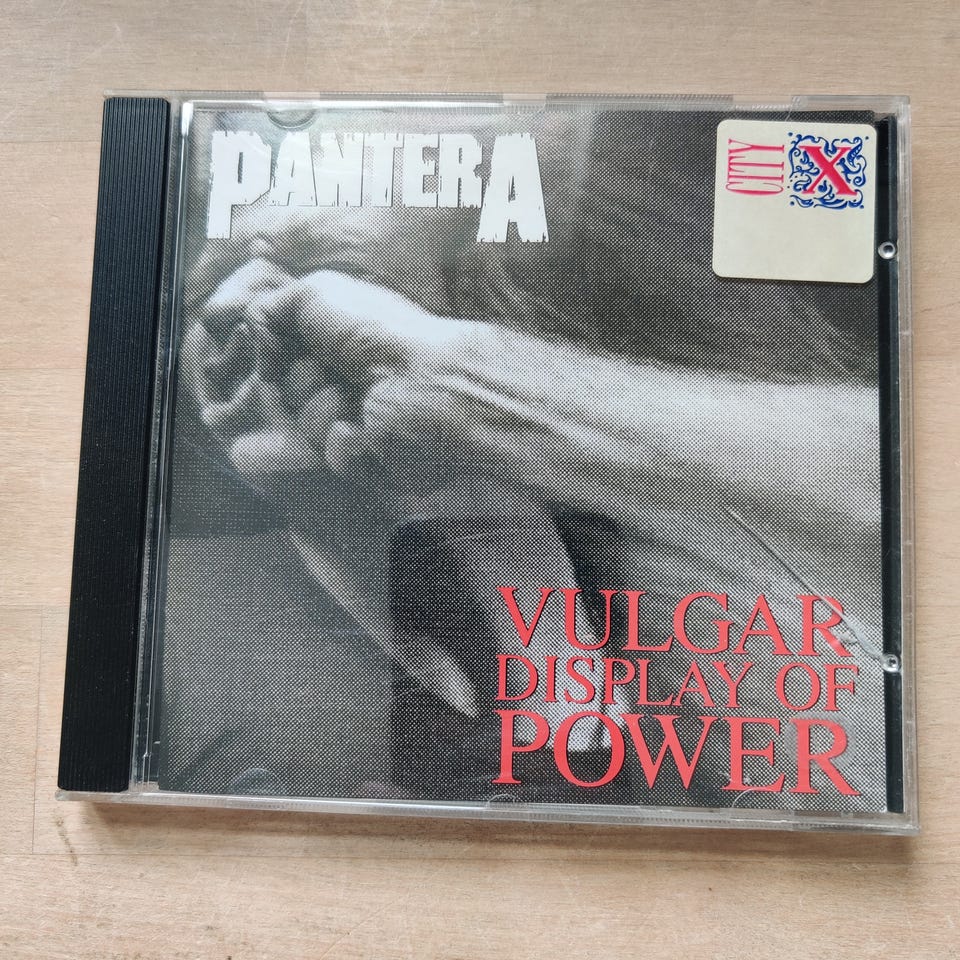 PANTERA
CITY X
VULGAR
DISPLAY OF
POWER